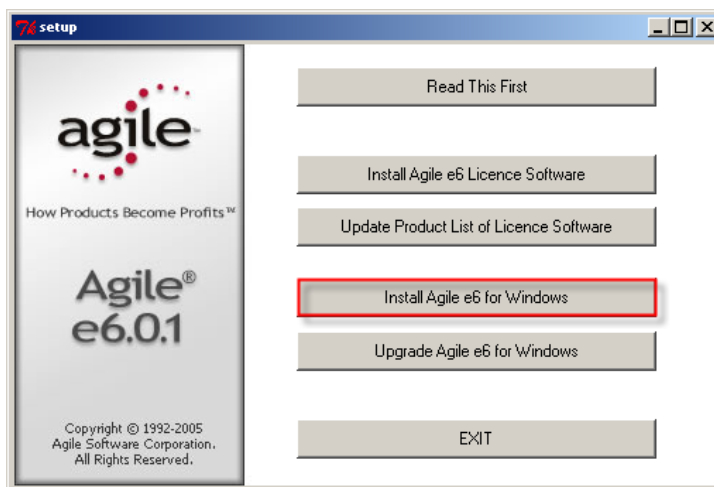 setup
agile
How Products Become Profits™
Agile®
e6.0.1
Copyright © 1992-2005
Agile Software Corporation.
All Rights Reserved.
Read This First
Install Agile e6 Licence Software
Update Product List of Licence Software
Install Agile e6 for Windows
Upgrade Agile e6 for Windows
EXIT